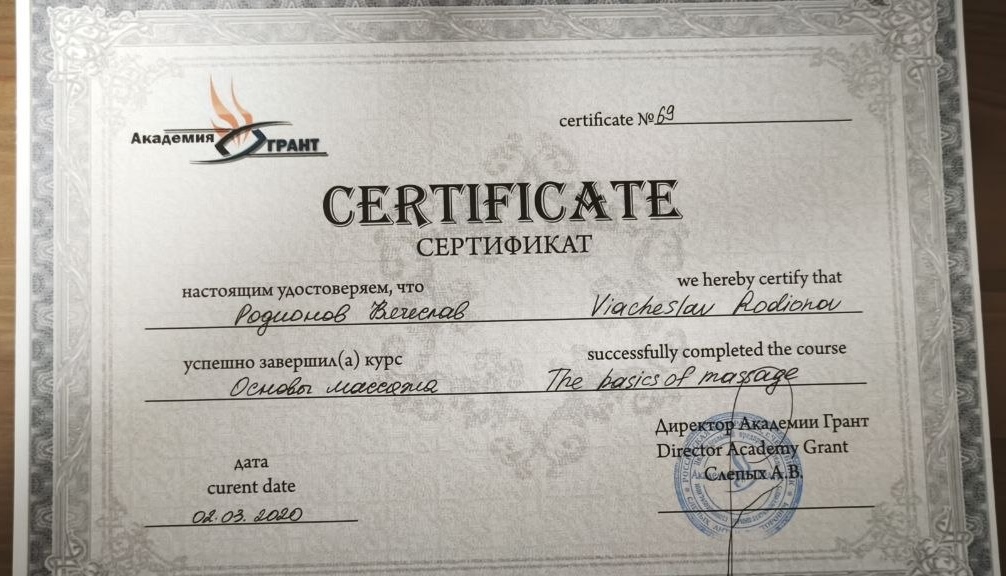 Академия ГРАНТ
certificate №69
CERTIFICATE
СЕРТИФИКАТ
настоящим удостоверяем, что
we hereby certify that
Родионов Вячеслав
Viacheslav Rodionov
успешно завершил(а) курс
successfully completed the course
Основы массажа
The basics of massage
Директор Академии Грант
Director Academy Grant
Слепых А.В.
дата
curent date
02.03.2020